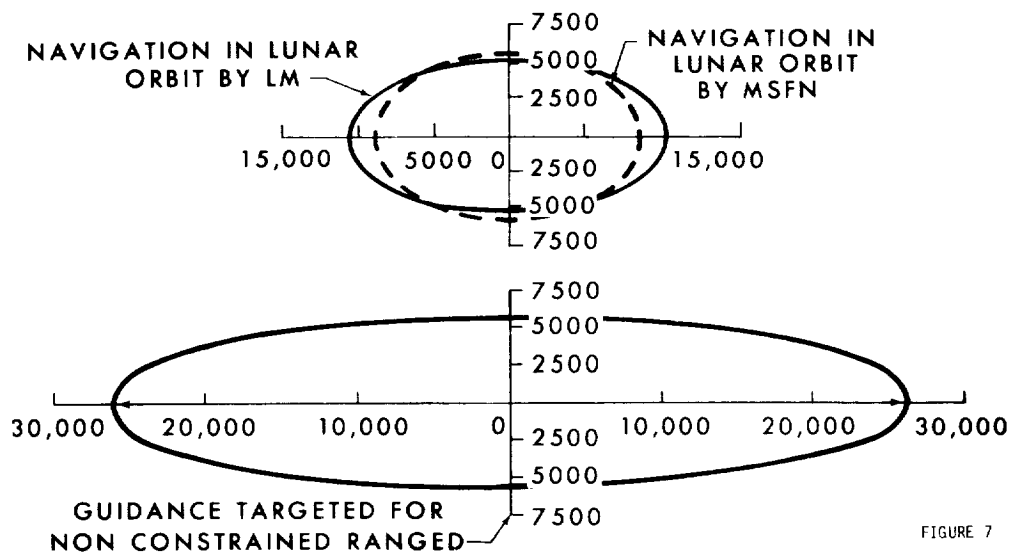 7500
NAVIGATION IN LUNAR
ORBIT BY LM
5000
NAVIGATION IN
LUNAR ORBIT
BY MSFN
2500
15,000
5000
0
15,000
2500
5000
7500
7500
5000
2500
30,000
20,000
10,000
0
10,000
20,000
30,000
2500
5000
GUIDANCE TARGETED FOR
NON CONSTRAINED RANGED
7500
FIGURE 7